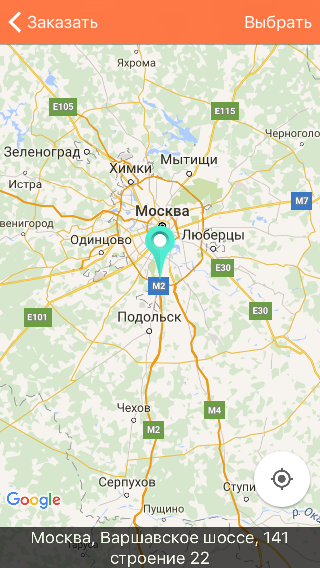 Заказать
Выбрать
Яхрома
E105
E115
Черноголо
Зеленоград
Химки
Мытищи
Истра
M7
Москва
венигород
Одинцово
Люберцы
E30
M2
E101
E30
Подольск
Чехов
M4
M2
Серпухов
Ступи
Google
Пущино
р. Ока
Таруса
Москва, Варшавское шоссе, 141
строение 22